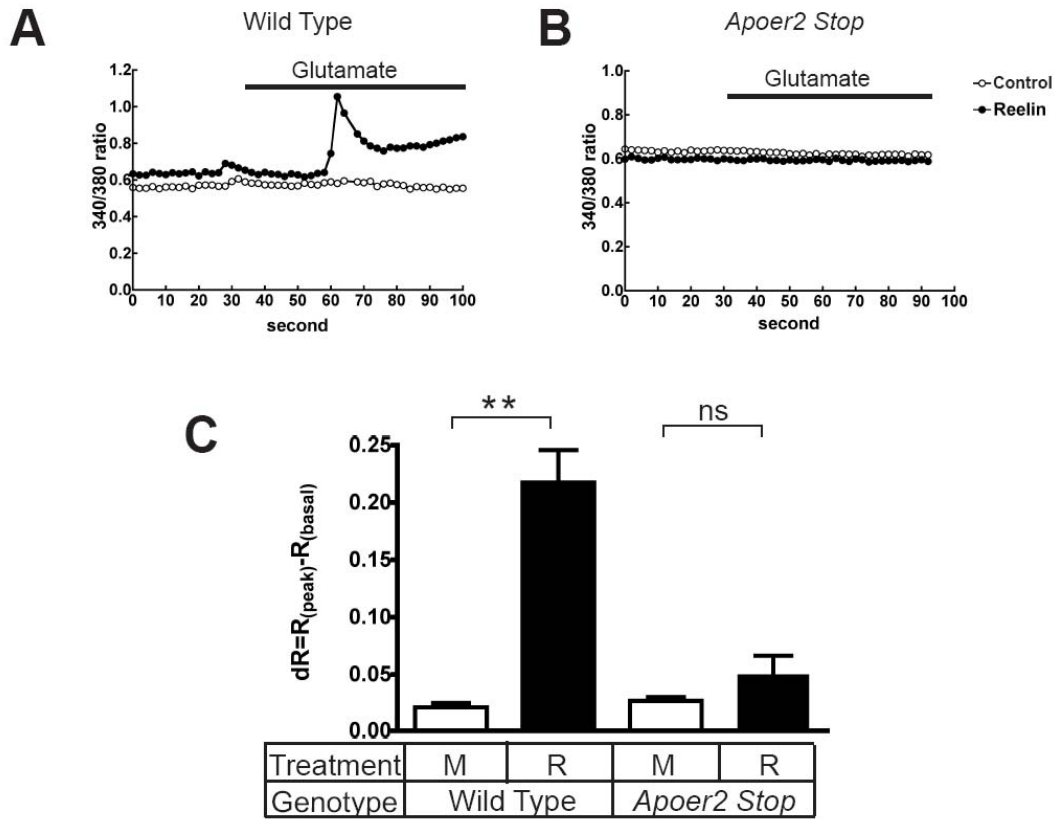 A
Wild Type
340/380 ratio
1.2
1.0
0.8
0.6
0.4
0.2
0.0
Glutamate
0 10 20 30 40 50 60 70 80 90 100
second
B
Apoer2 Stop
340/380 ratio
1.0
0.8
0.6
0.4
0.2
0.0
Glutamate
0 10 20 30 40 50 60 70 80 90 100
second
Control
Reelin
C
dR=R(peak)-R(basal)
0.25
0.20
0.15
0.10
0.05
0.00
**
ns
Treatment M R M R
Genotype Wild Type Apoer2 Stop